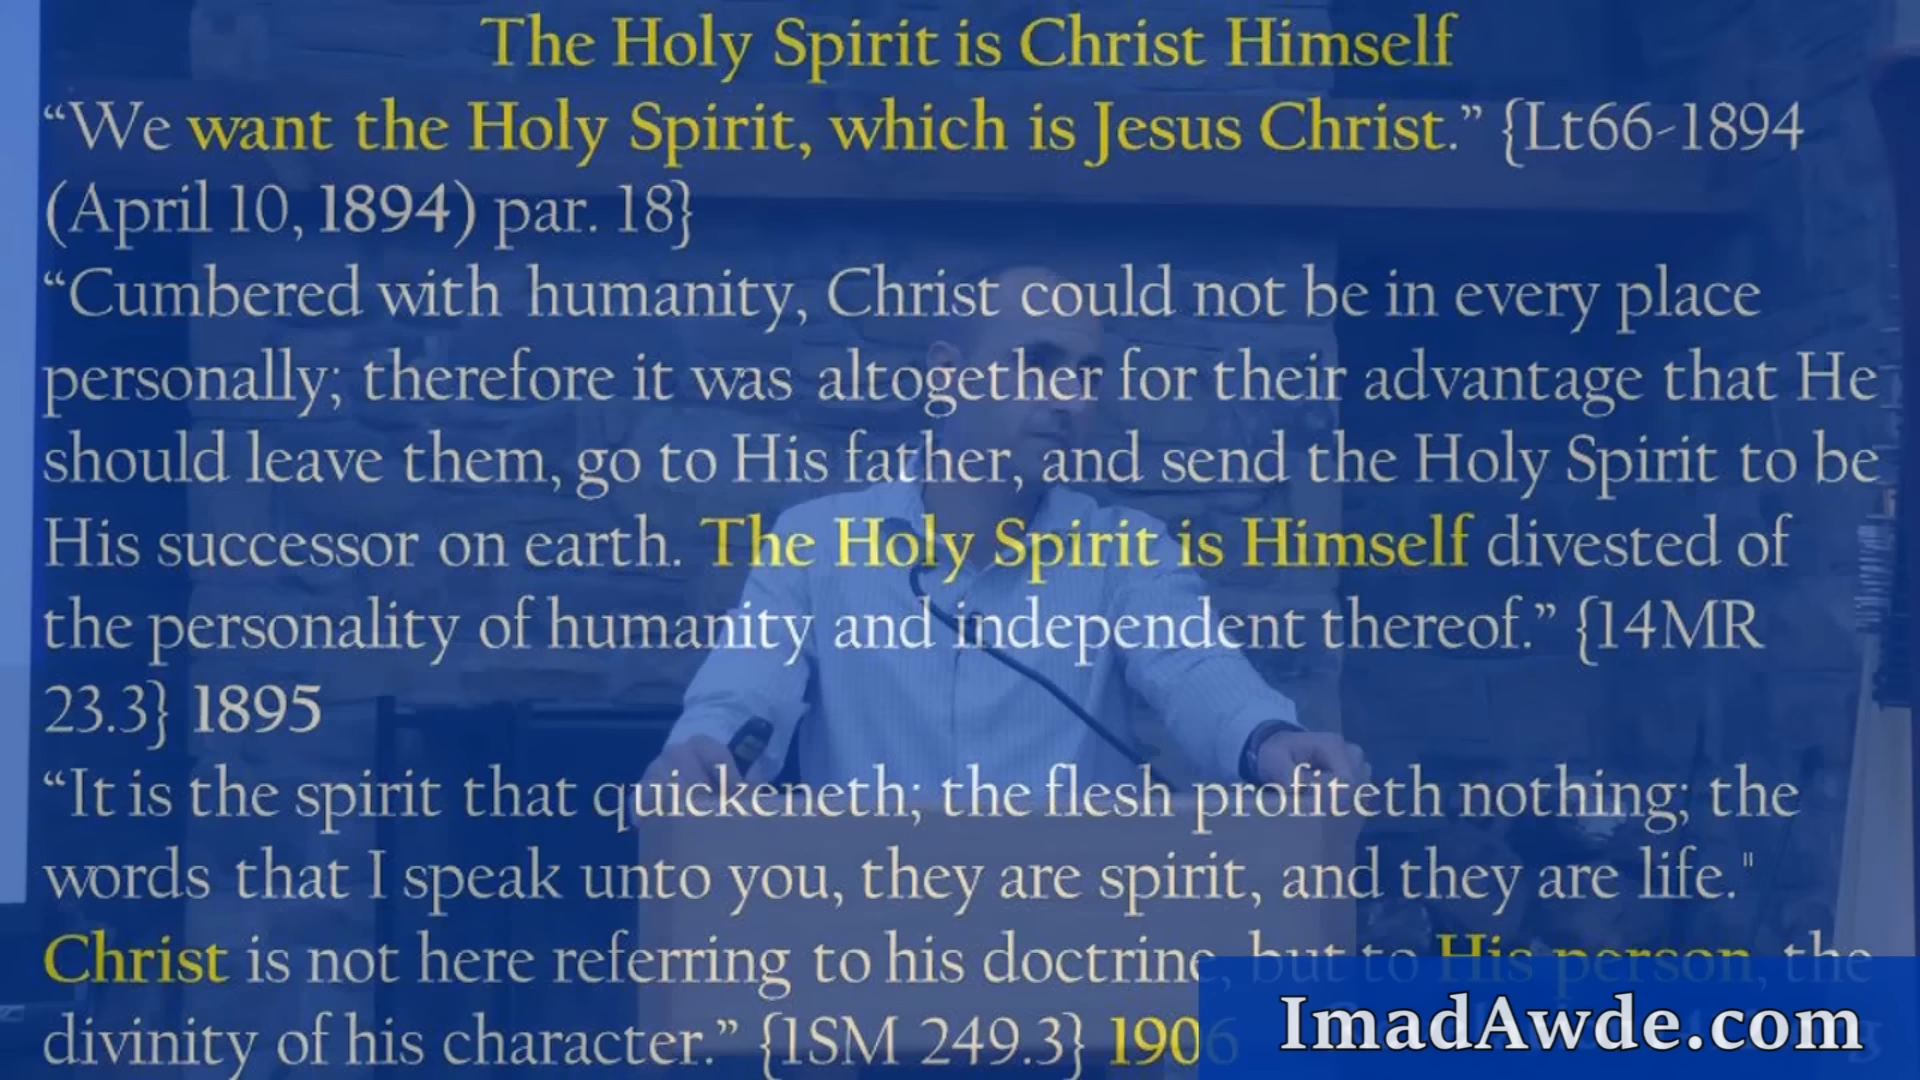 The Holy Spirit is Christ Himself
“We want the Holy Spirit, which is Jesus Christ.” {Lt66-1894
(April 10, 1894) par. 18}
“Cumbered with humanity, Christ could not be in every place
personally; therefore it was altogether for their advantage that He
should leave them, go to His father, and send the Holy Spirit to be
His successor on earth. The Holy Spirit is Himself divested of
the personality of humanity and independent thereof.” {14MR
23.3} 1895
“It is the spirit that quickeneth; the flesh profiteth nothing; the
words that I speak unto you, they are spirit, and they are life."
Christ is not here referring to his doctrine, but to His person, the
divinity of his character.” {1SM 249.3} 1906
ImadAwde.com